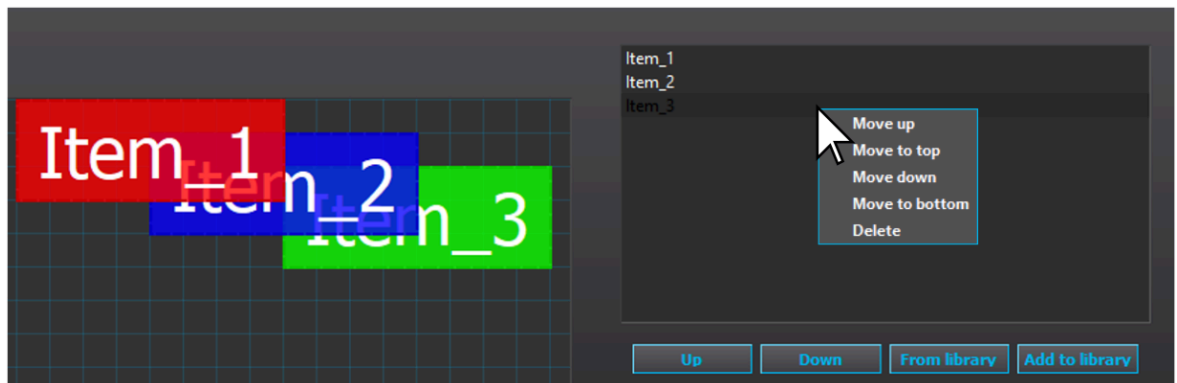 Item_1
Item_2
Item_3
Item_1
Item_2
Item_3
Move up
Move to top
Move down
Move to bottom
Delete
Up
Down
From library
Add to library